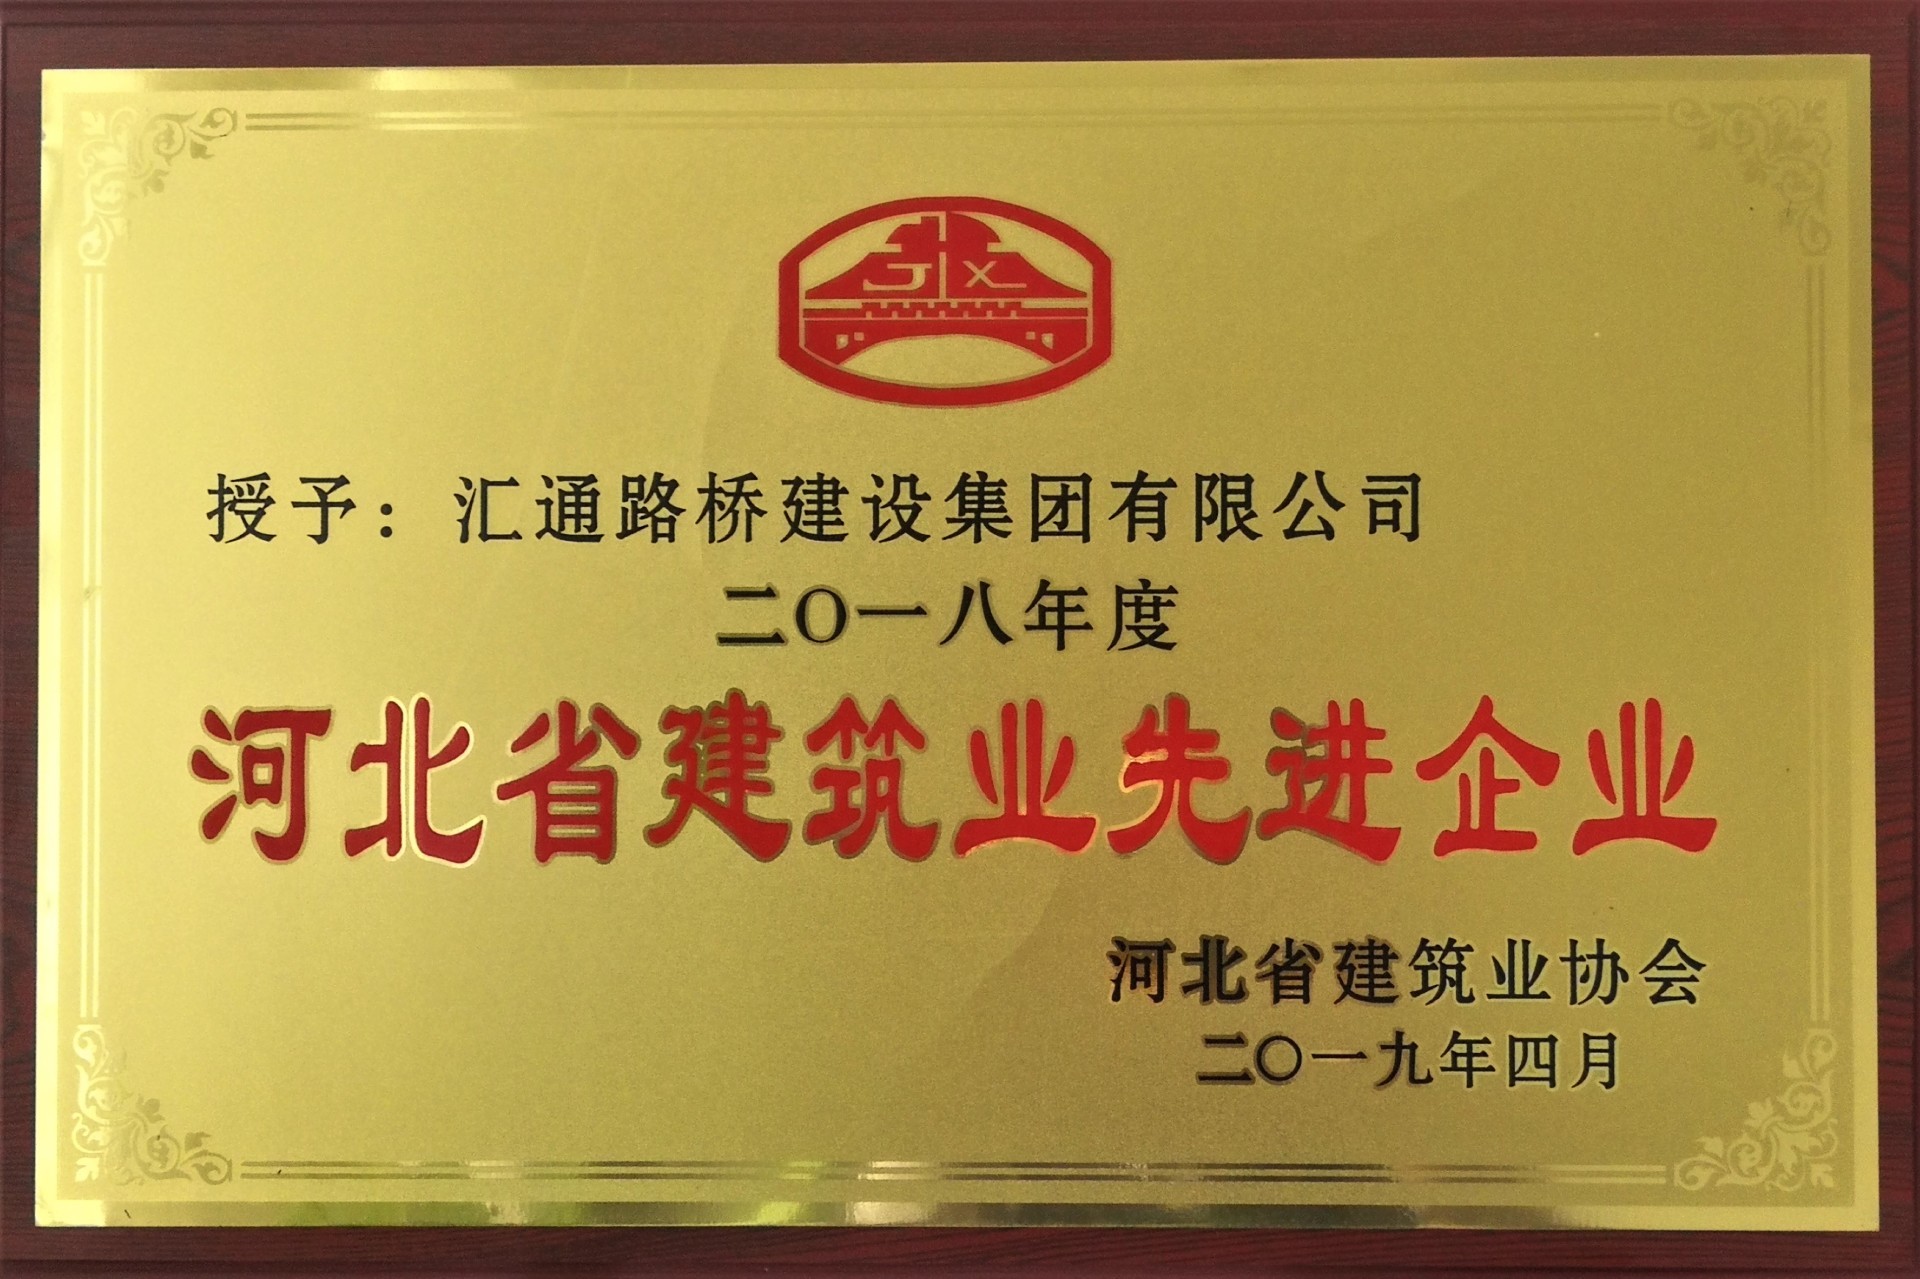 JX
授予：汇通路桥建设集团有限公司
二〇一八年度
河北省建筑业先进企业
河北省建筑业协会
二〇一九年四月